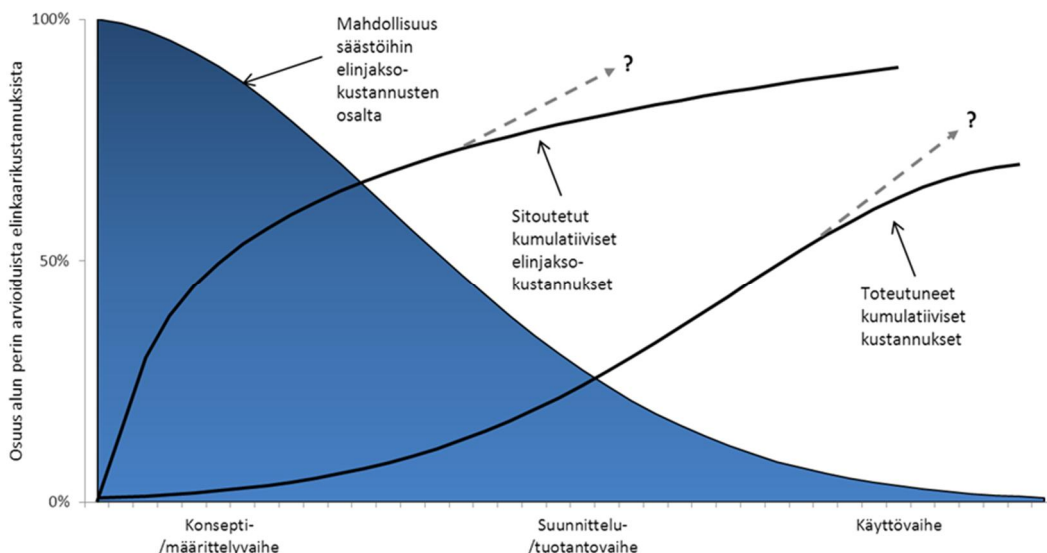 100%
50%
0%
Osuus alun perin arvioiduista elinkaarikustannuksista
Mahdollisuus
säästöihin
elinjakso-
kustannusten
osalta
?
Sitoutetut
kumulatiiviset
elinjakso-
kustannukset
?
Toteutuneet
kumulatiiviset
kustannukset
Konsepti-
/määrittelyvaihe
Suunnittelu-
/tuotantovaihe
Käyttövaihe